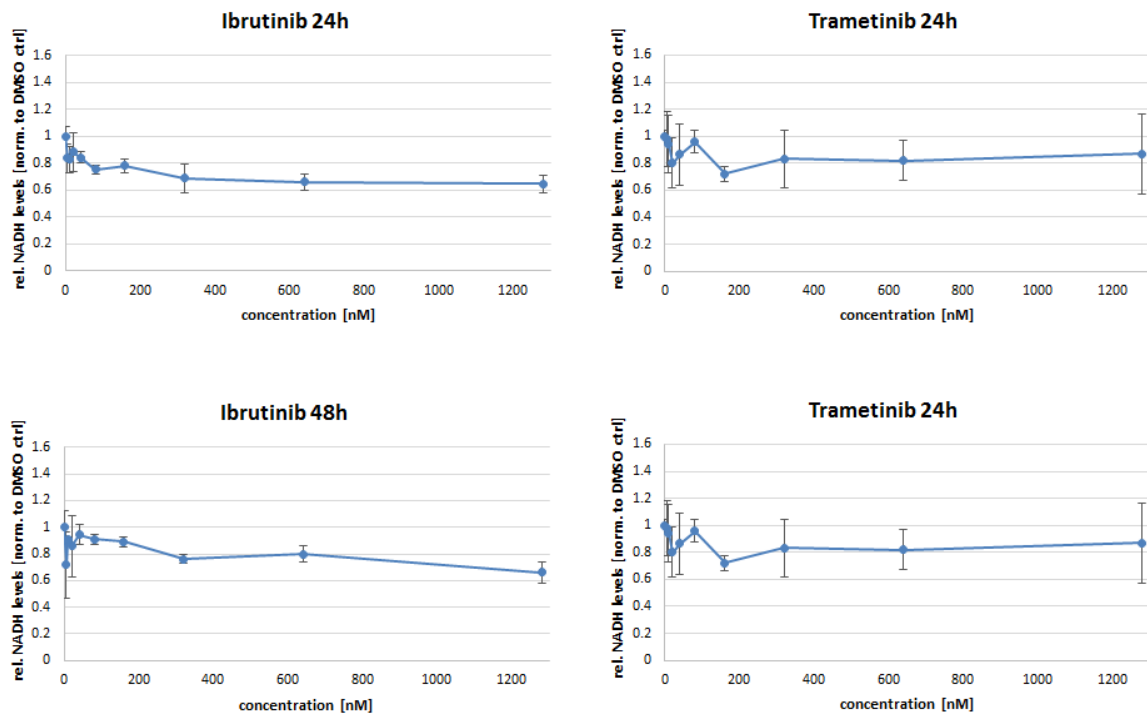 Ibrutinib 24h
rel. NADH levels [norm. to DMSO ctrl]
1.6
1.4
1.2
1
0.8
0.6
0.4
0.2
0
0 200 400 600 800 1000 1200
concentration [nM]
Trametinib 24h
rel. NADH levels [norm. to DMSO ctrl]
1.6
1.4
1.2
1
0.8
0.6
0.4
0.2
0
0 200 400 600 800 1000 1200
concentration [nM]
Ibrutinib 48h
rel. NADH levels [norm. to DMSO ctrl]
1.6
1.4
1.2
1
0.8
0.6
0.4
0.2
0
0 200 400 600 800 1000 1200
concentration [nM]
Trametinib 24h
rel. NADH levels [norm. to DMSO ctrl]
1.6
1.4
1.2
1
0.8
0.6
0.4
0.2
0
0 200 400 600 800 1000 1200
concentration [nM]